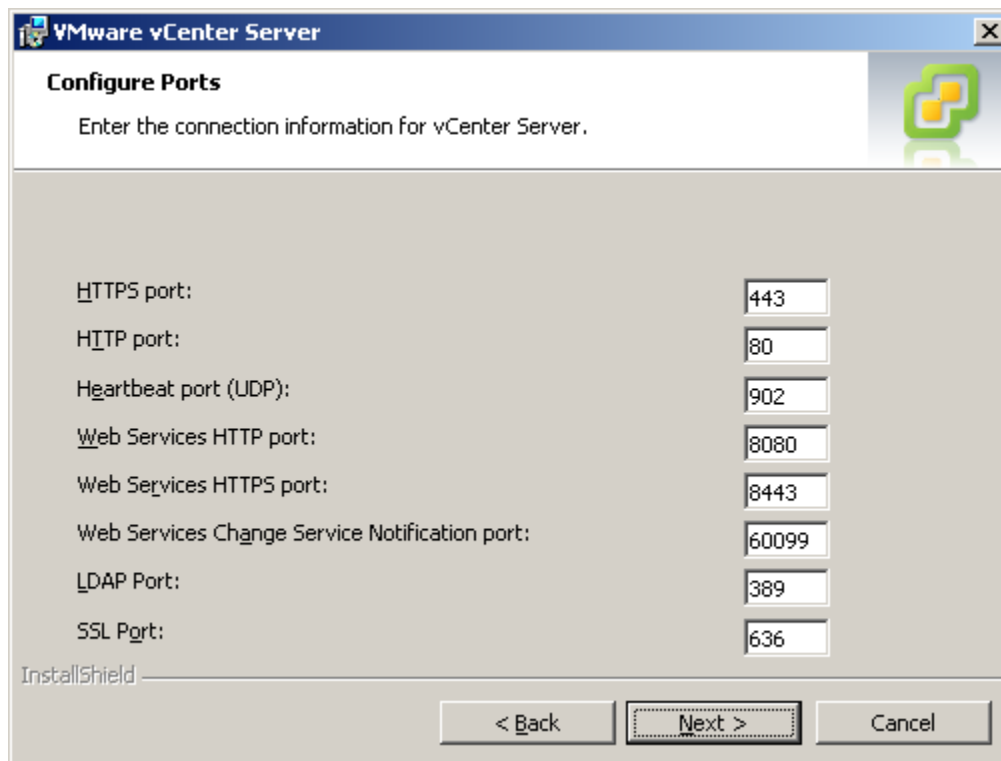 VMware vCenter Server
Configure Ports
Enter the connection information for vCenter Server.
HTTPS port: 443
HTTP port: 80
Heartbeat port (UDP): 902
Web Services HTTP port: 8080
Web Services HTTPS port: 8443
Web Services Change Service Notification port: 60099
LDAP Port: 389
SSL Port: 636
InstallShield
< Back Next > Cancel